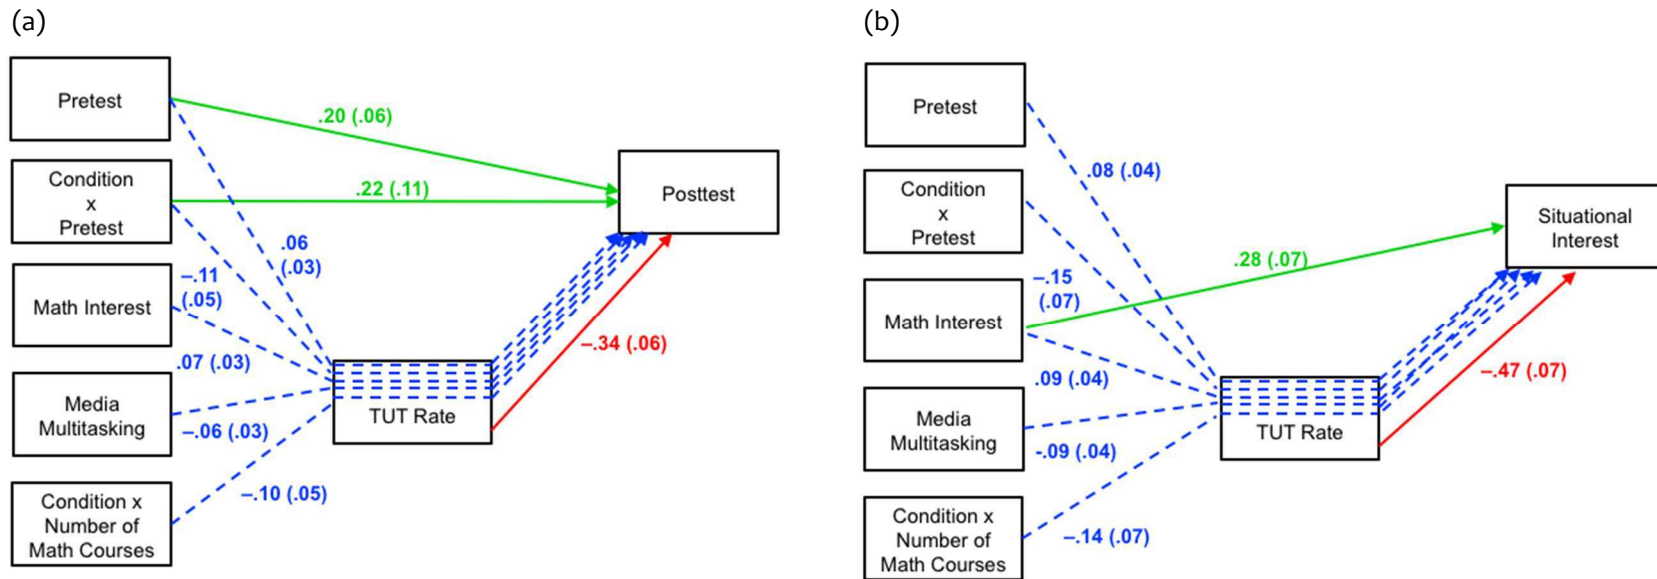 (a)
Pretest
.20 (.06)
Condition
x
Pretest
.22 (.11)
Posttest
.06
(.03)
–.11
(.05)
Math Interest
.07 (.03)
–.34 (.06)
Media
Multitasking
–.06 (.03)
TUT Rate
–.10 (.05)
Condition x
Number of
Math Courses
(b)
Pretest
.08 (.04)
Condition
x
Pretest
Situational
Interest
.28 (.07)
–.15
(.07)
Math Interest
.09 (.04)
–.47 (.07)
Media
Multitasking
-.09 (.04)
TUT Rate
–.14 (.07)
Condition x
Number of
Math Courses